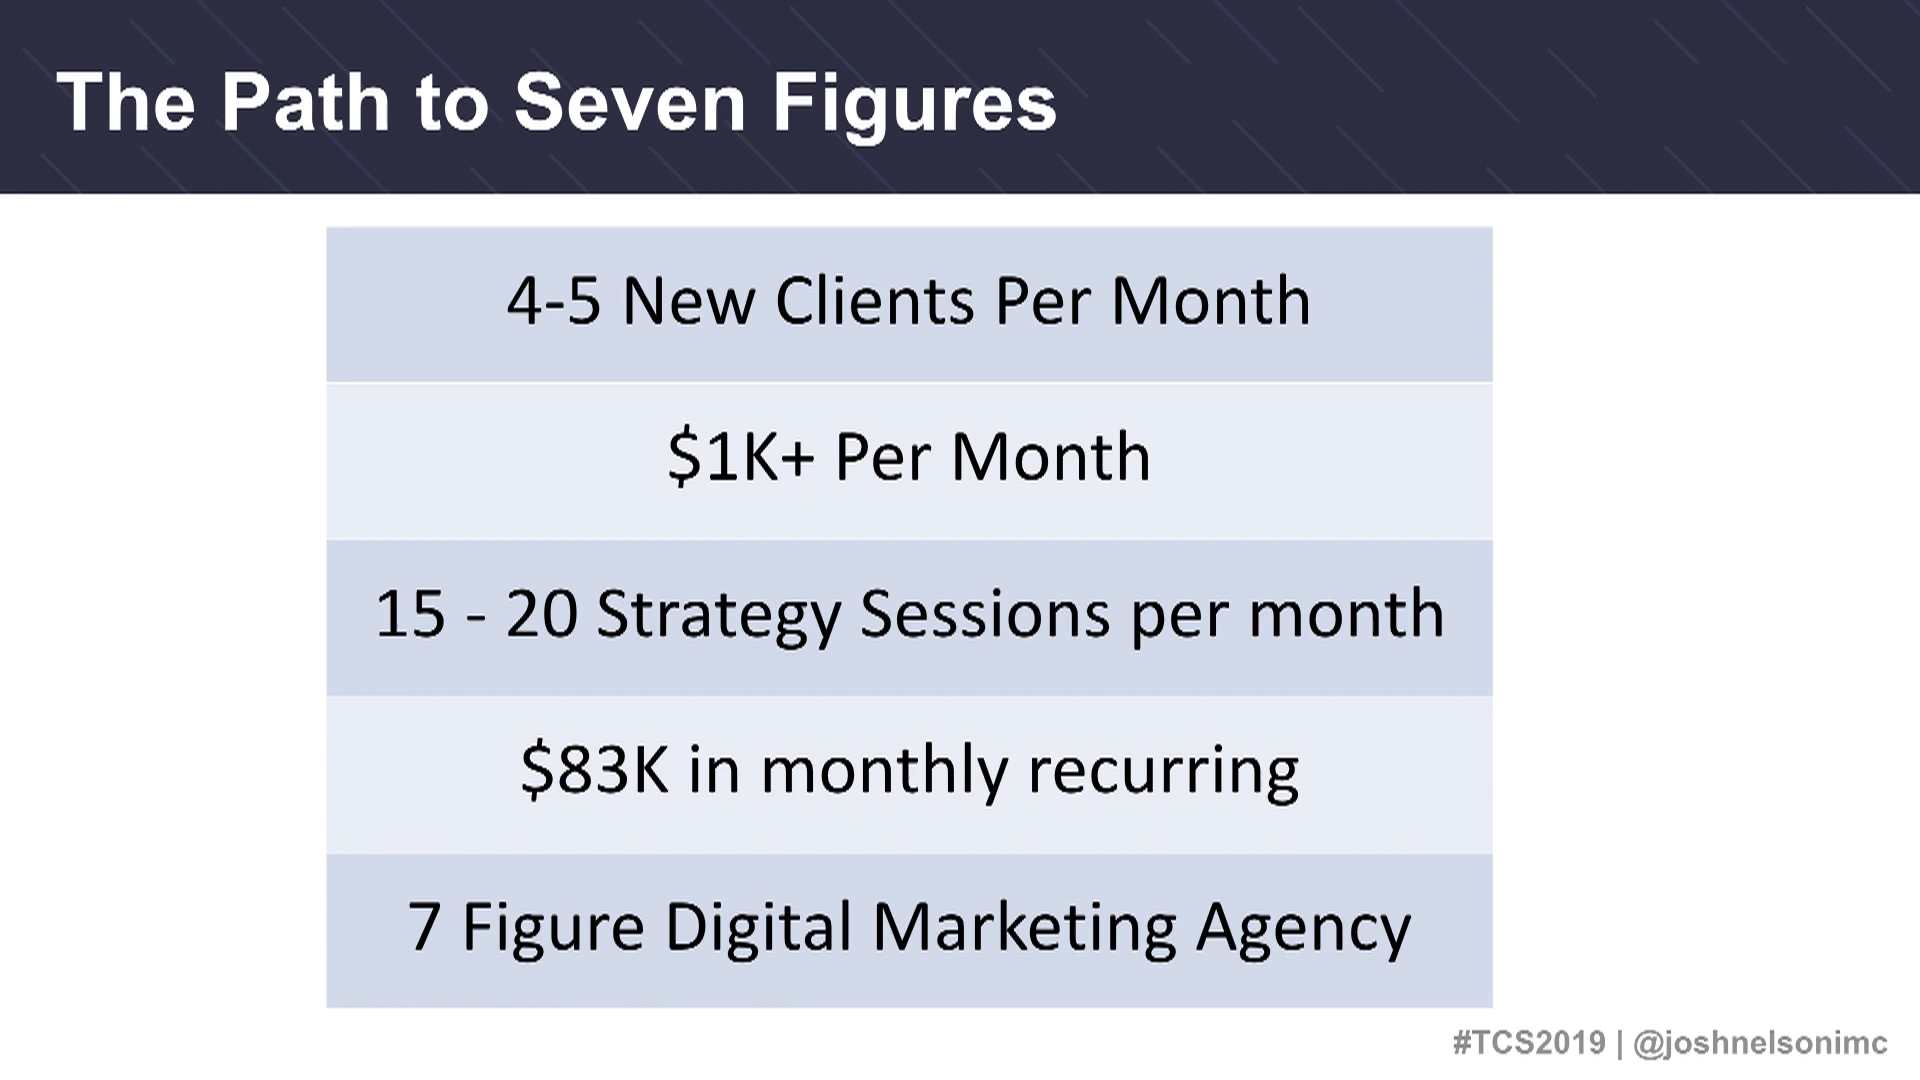 The Path to Seven Figures
4-5 New Clients Per Month
$1K+ Per Month
15 - 20 Strategy Sessions per month
$83K in monthly recurring
7 Figure Digital Marketing Agency
#TCS2019 | @joshnelsonimc